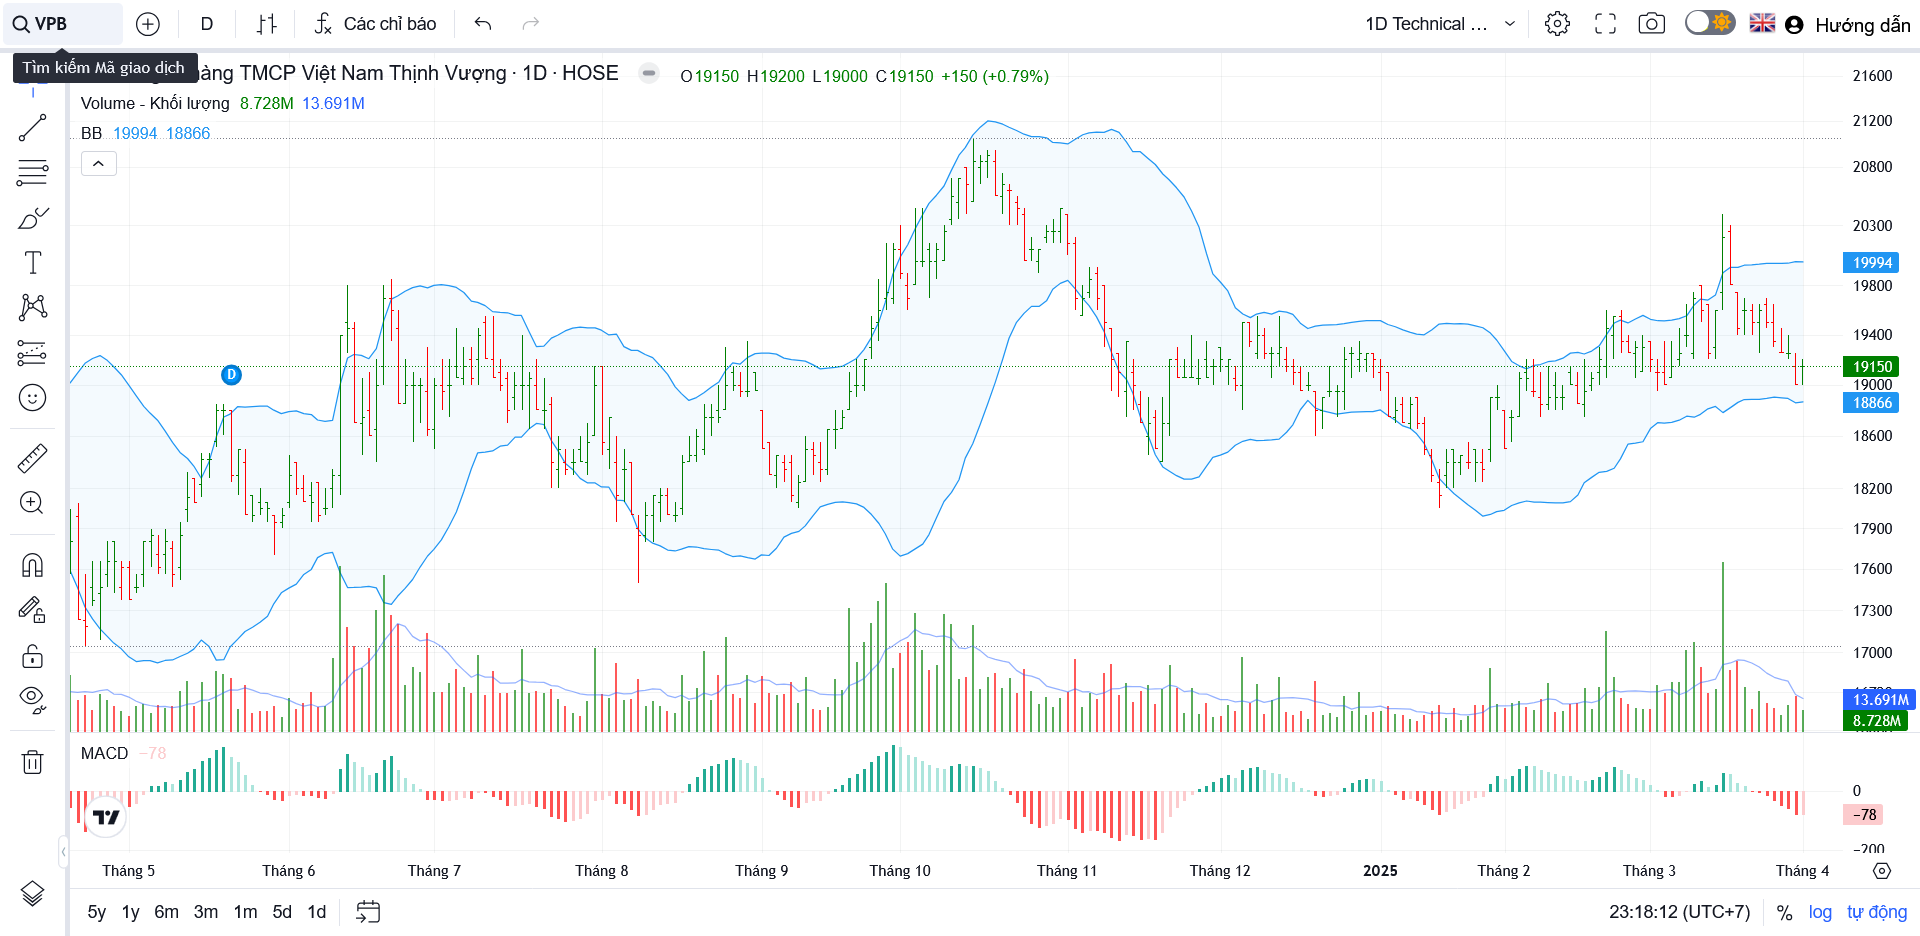 VPB
D
Các chỉ báo
1D Technical ...
Hướng dẫn
Tìm kiếm Mã giao dịch
hàng TMCP Việt Nam Thịnh Vượng · 1D · HOSE
O19150 H19200 L19000 C19150 +150 (+0.79%)
Volume - Khối lượng 8.728M 13.691M
BB 19994 18866
D
21600
21200
20800
20300
19994
19800
19400
19150
19000
18866
18600
18200
17900
17600
17300
17000
13.691M
8.728M
MACD −78
0
−78
−200
Tháng 5 Tháng 6 Tháng 7 Tháng 8 Tháng 9 Tháng 10 Tháng 11 Tháng 12 2025 Tháng 2 Tháng 3 Tháng 4
5y 1y 6m 3m 1m 5d 1d
23:18:12 (UTC+7) % log tự động